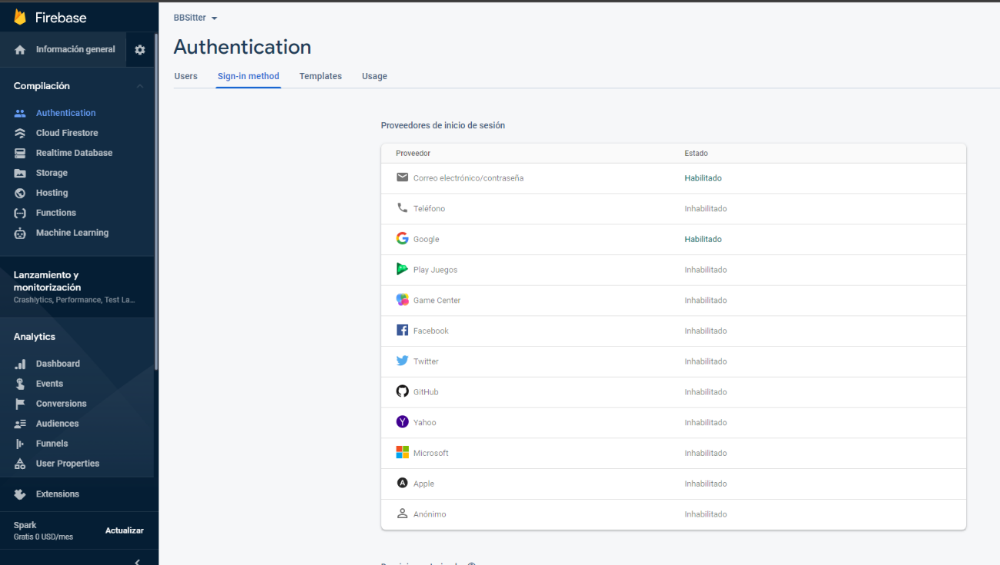 Firebase
Información general
Compilación
Authentication
Cloud Firestore
Realtime Database
Storage
Hosting
Functions
Machine Learning
Lanzamiento y
monitorización
Crashlytics, Performance, Test La...
Analytics
Dashboard
Events
Conversions
Audiences
Funnels
User Properties
Extensions
Spark
Gratis 0 USD/mes
Actualizar
BBSitter
Authentication
Users Sign-in method Templates Usage
Proveedores de inicio de sesión
Proveedor Estado
Correo electrónico/contraseña Habilitado
Teléfono Inhabilitado
Google Habilitado
Play Juegos Inhabilitado
Game Center Inhabilitado
Facebook Inhabilitado
Twitter Inhabilitado
GitHub Inhabilitado
Yahoo Inhabilitado
Microsoft Inhabilitado
Apple Inhabilitado
Anónimo Inhabilitado